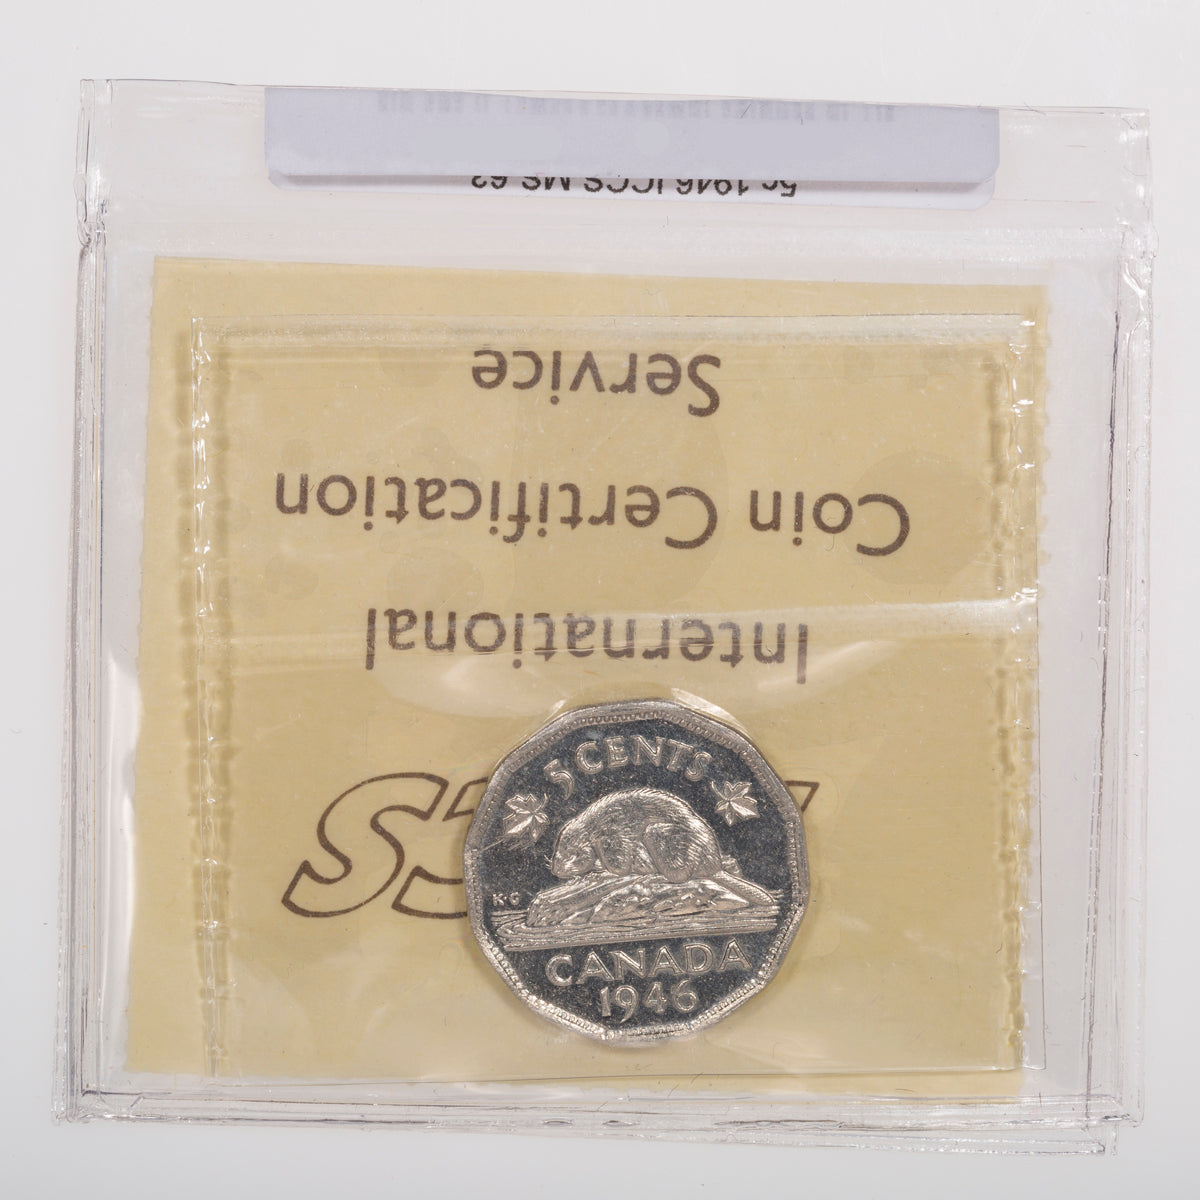 5c 1946 ICCS MS 63
Service
Coin Certification
International
5 CENTS
KG
CANADA
1946